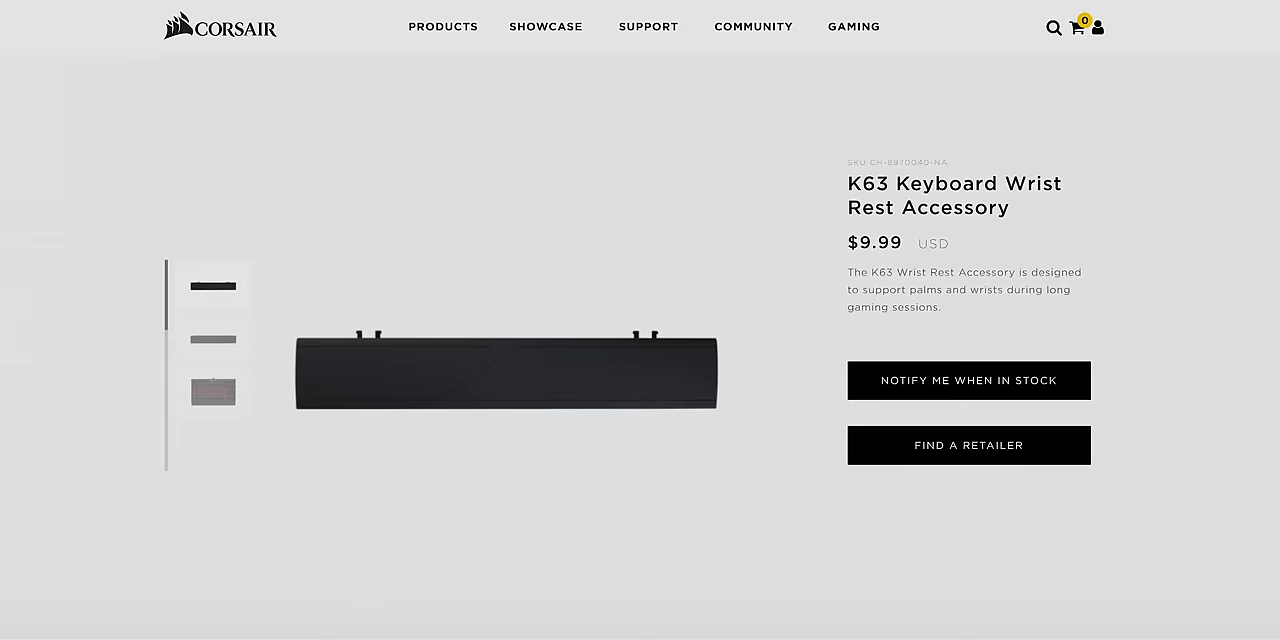 CORSAIR
PRODUCTS SHOWCASE SUPPORT COMMUNITY GAMING
0
SKU CH-8970040-NA
K63 Keyboard Wrist
Rest Accessory
$9.99 USD
The K63 Wrist Rest Accessory is designed
to support palms and wrists during long
gaming sessions.
NOTIFY ME WHEN IN STOCK
FIND A RETAILER